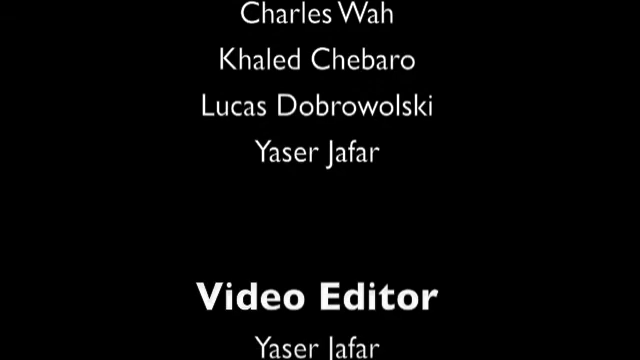 Charles Wah
Khaled Chebaro
Lucas Dobrowolski
Yaser Jafar
Video Editor
Yaser Jafar